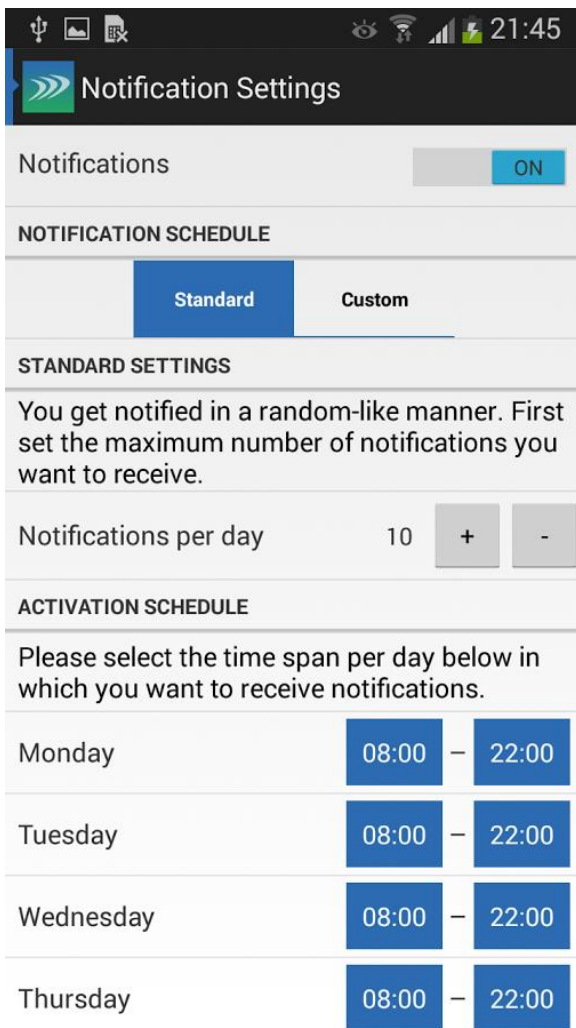 21:45
Notification Settings
Notifications ON
NOTIFICATION SCHEDULE
Standard Custom
STANDARD SETTINGS
You get notified in a random-like manner. First
set the maximum number of notifications you
want to receive.
Notifications per day 10 + -
ACTIVATION SCHEDULE
Please select the time span per day below in
which you want to receive notifications.
Monday 08:00 – 22:00
Tuesday 08:00 – 22:00
Wednesday 08:00 – 22:00
Thursday 08:00 – 22:00